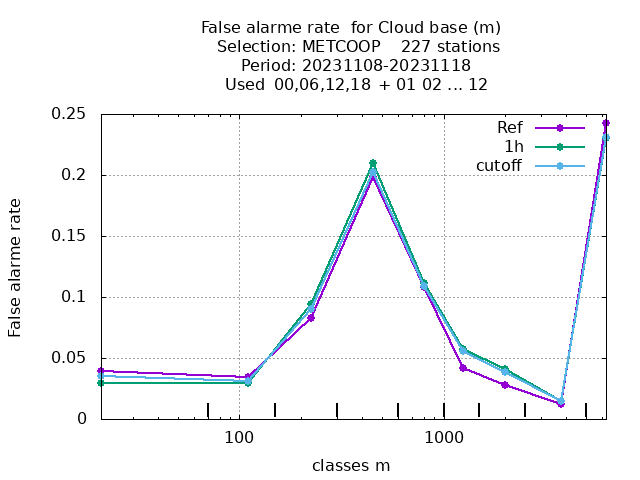 False alarme rate  for Cloud base (m)
Selection: METCOOP    227 stations
Period: 20231108-20231118
Used  00,06,12,18  + 01 02 ... 12
Ref
1h
cutoff
0.25
0.2
0.15
0.1
0.05
0
False alarme rate
100
1000
classes m